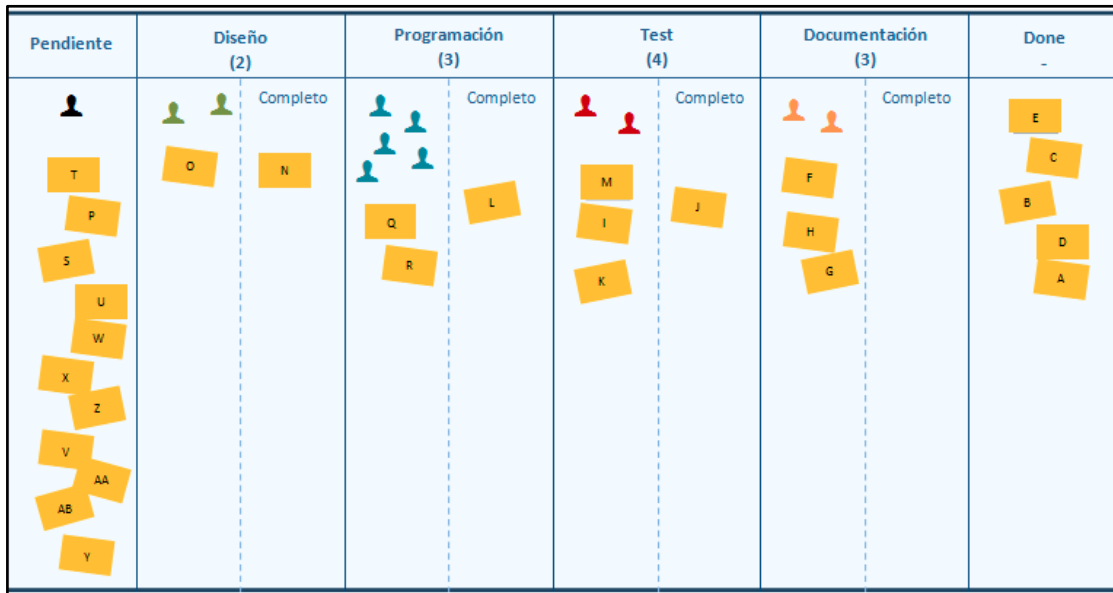 Pendiente
Diseño
(2)
Programación
(3)
Test
(4)
Documentación
(3)
Done
-
Completo
Completo
Completo
Completo
T
P
S
U
W
X
Z
V
AA
AB
Y
O
N
Q
R
L
M
I
K
J
F
H
G
E
C
B
D
A